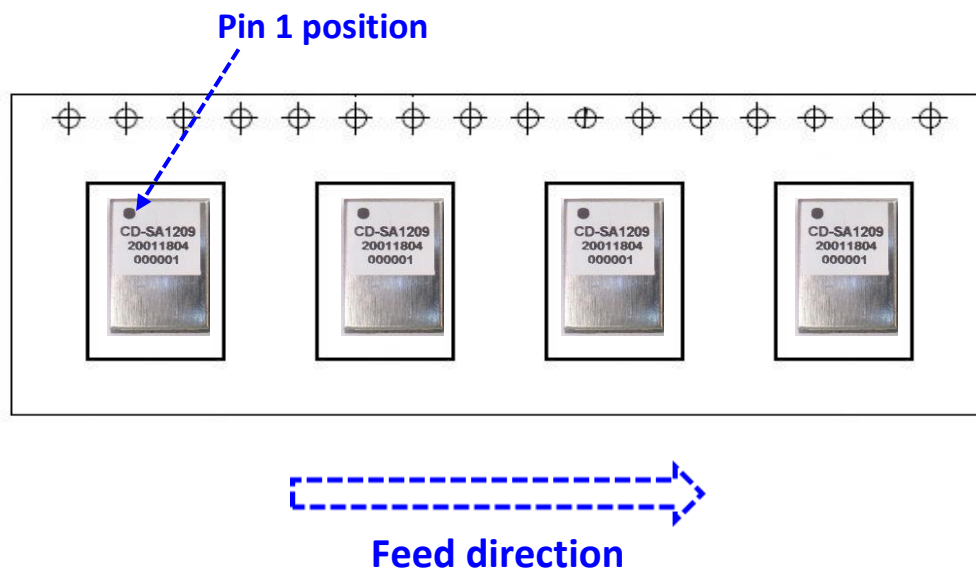 Pin 1 position
CD-SA1209
20011804
000001
CD-SA1209
20011804
000001
CD-SA1209
20011804
000001
CD-SA1209
20011804
000001
Feed direction